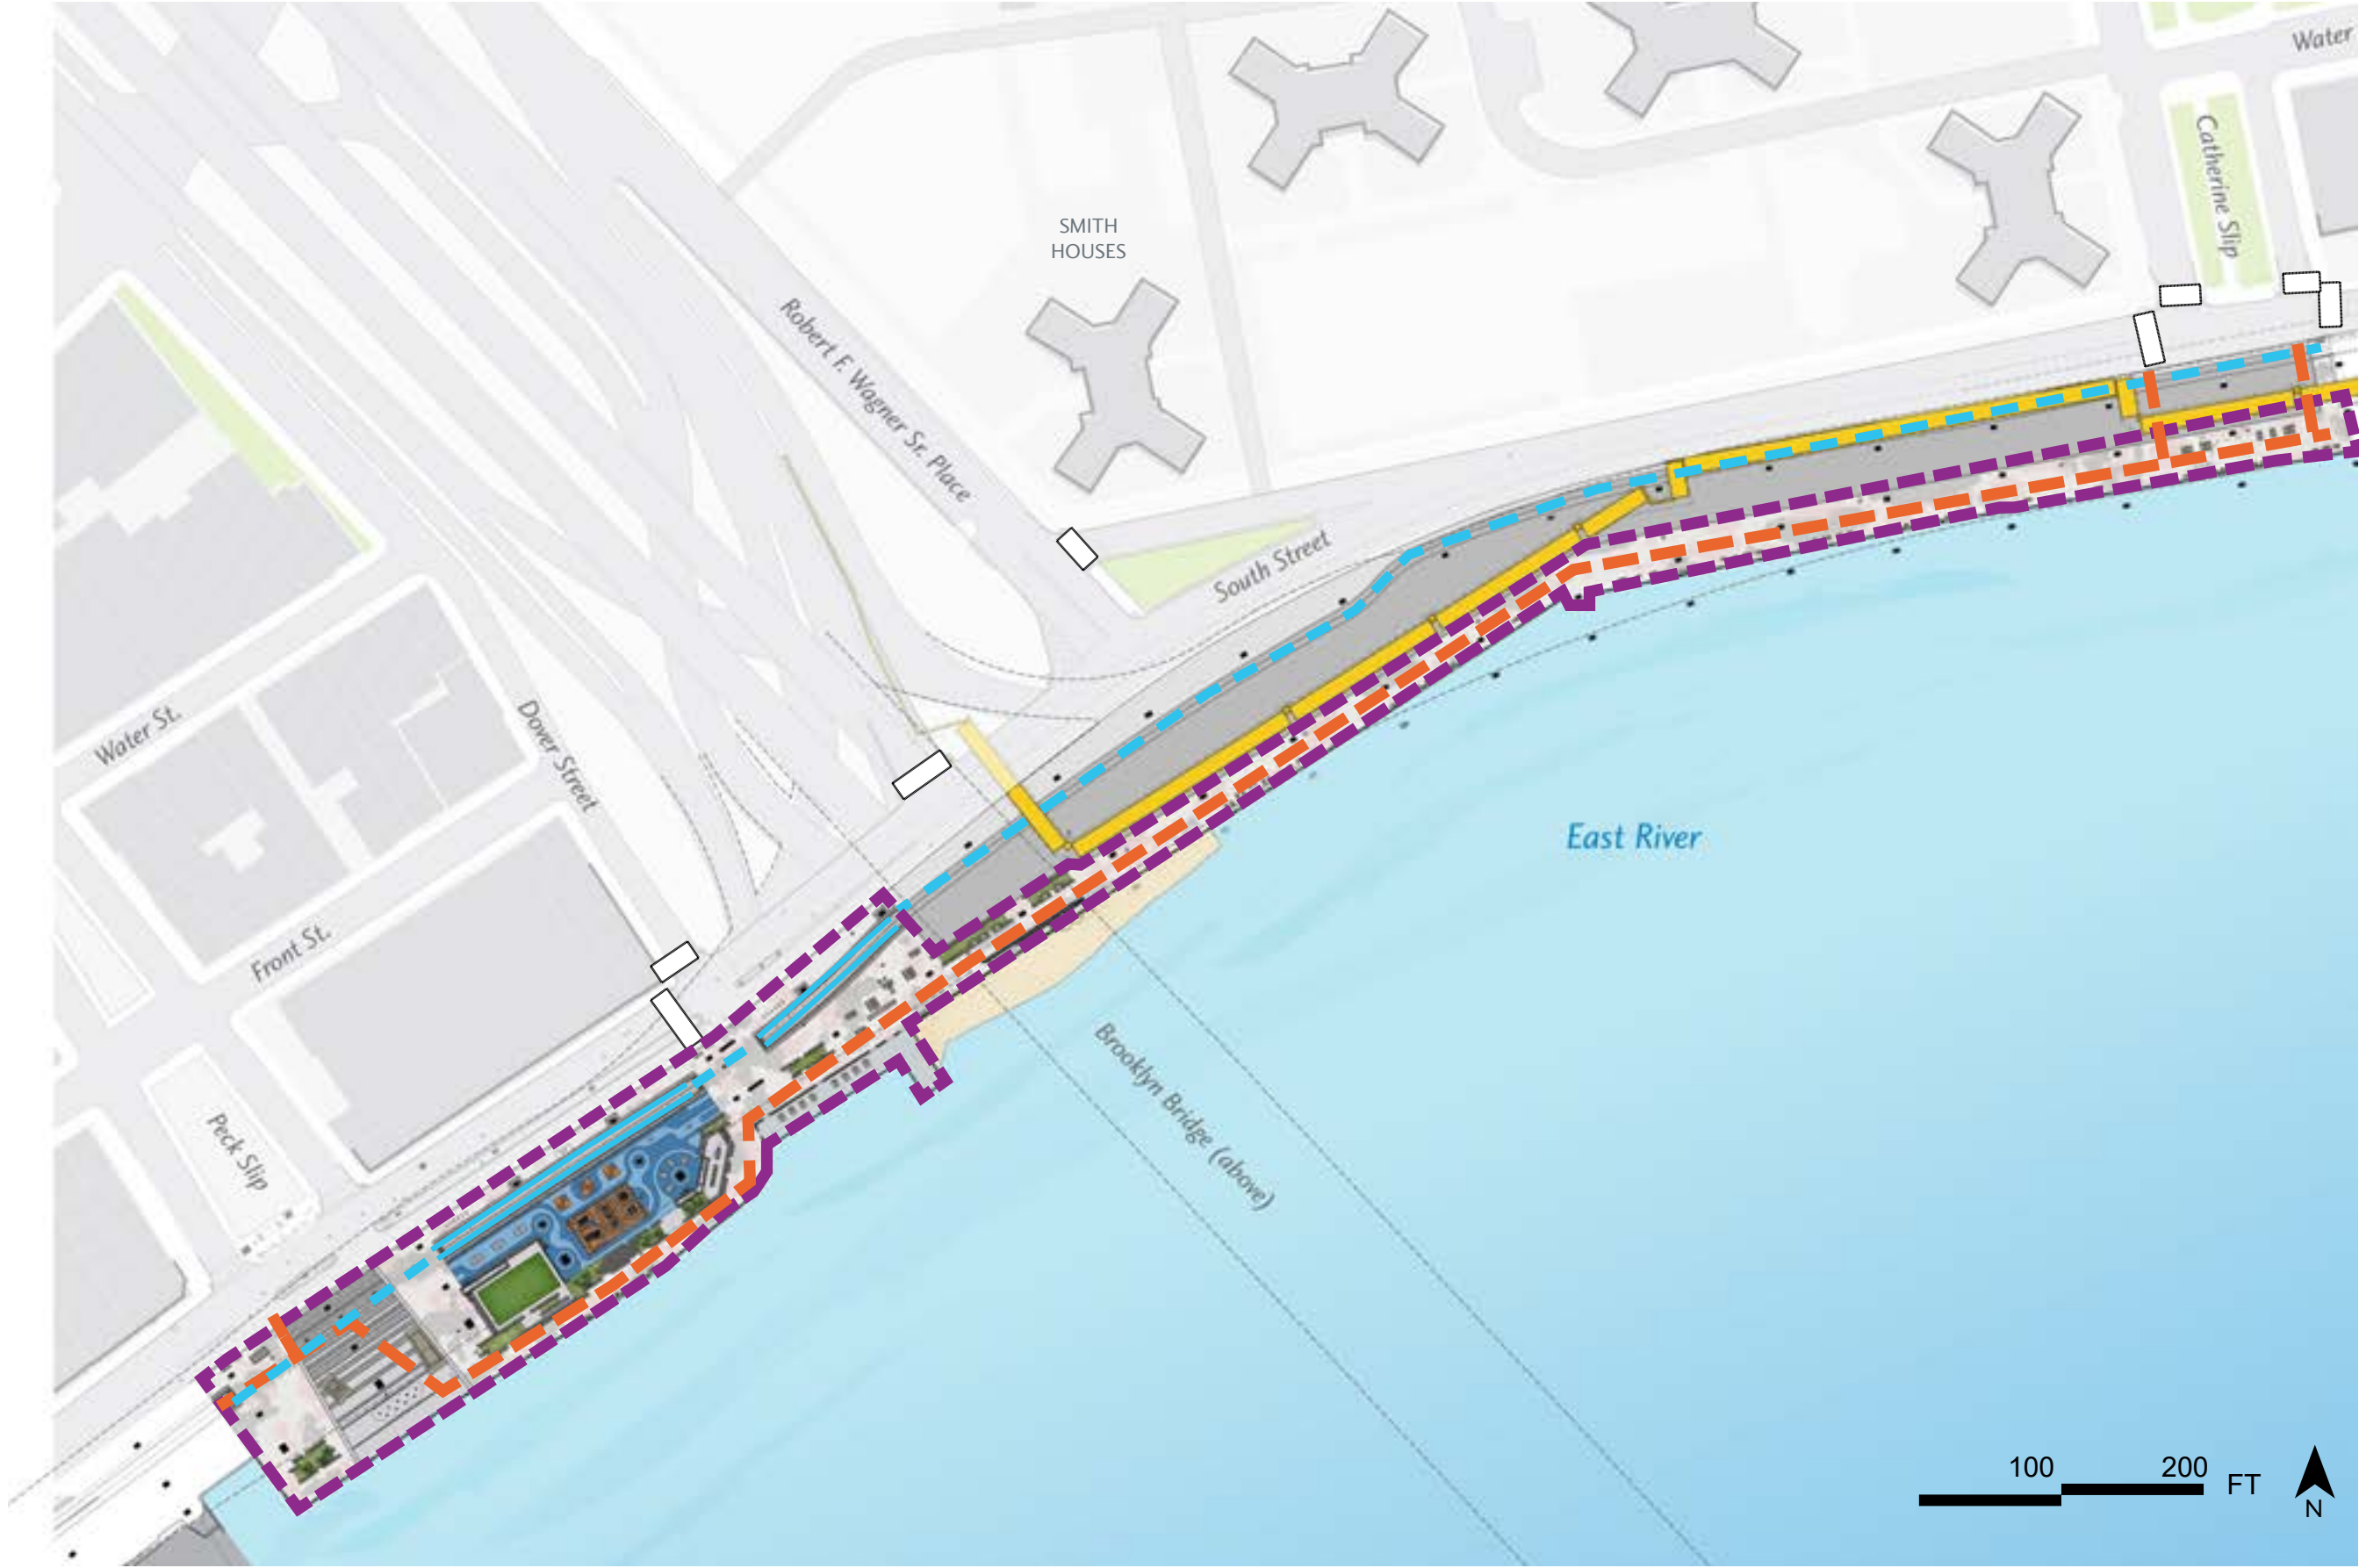 Water
Catherine Slip
SMITH
HOUSES
Robert F. Wagner Sr. Place
South Street
Water St.
Dover Street
East River
Front St.
Brooklyn Bridge (above)
Peck Slip
100 200 FT
N